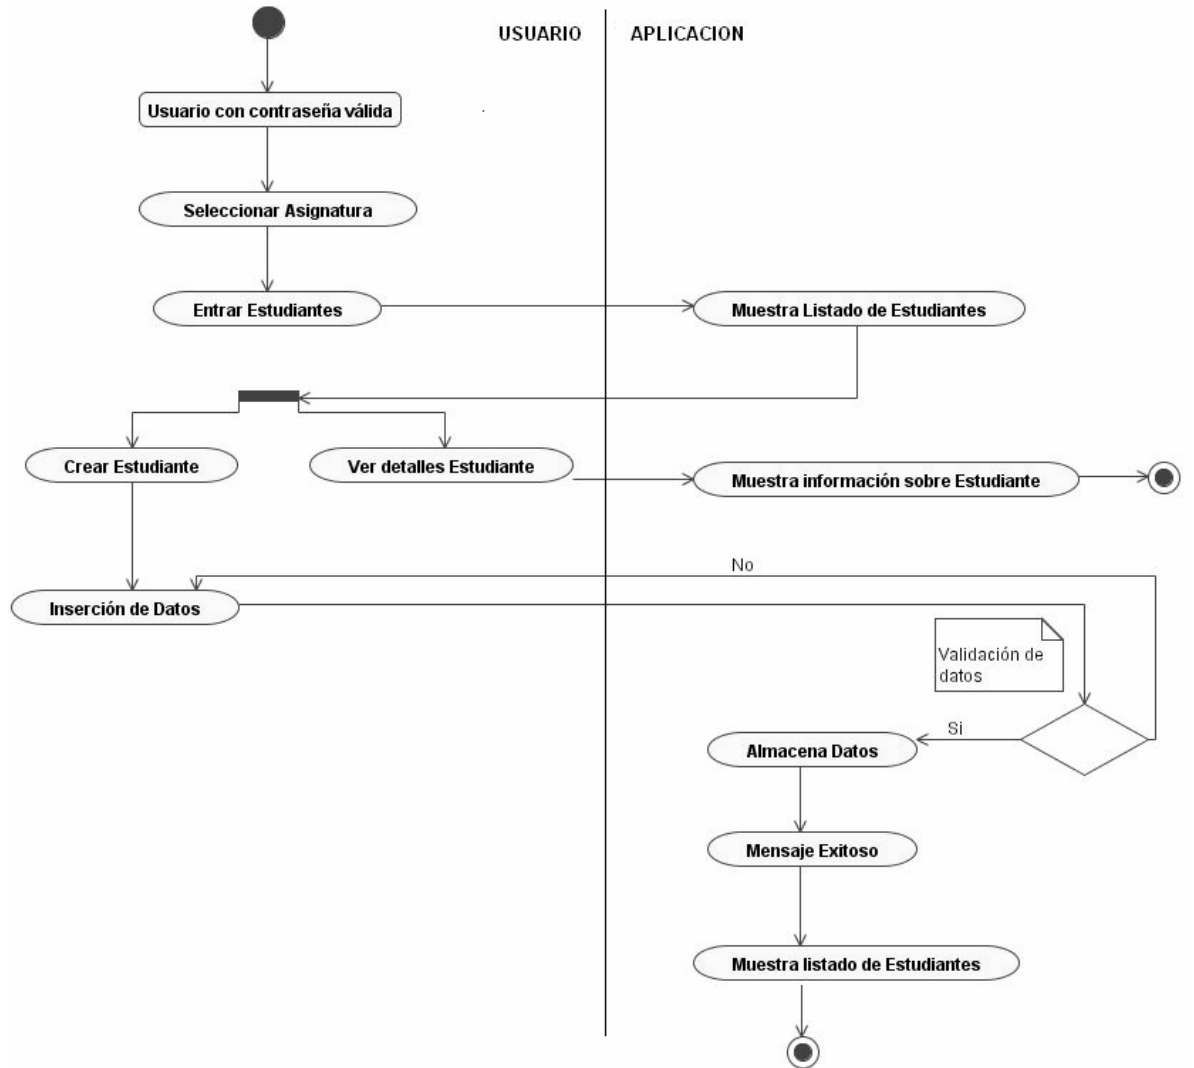 USUARIO
APLICACION
Usuario con contraseña válida
Seleccionar Asignatura
Entrar Estudiantes
Muestra Listado de Estudiantes
Crear Estudiante
Ver detalles Estudiante
Muestra información sobre Estudiante
No
Inserción de Datos
Validación de
datos
Si
Almacena Datos
Mensaje Exitoso
Muestra listado de Estudiantes